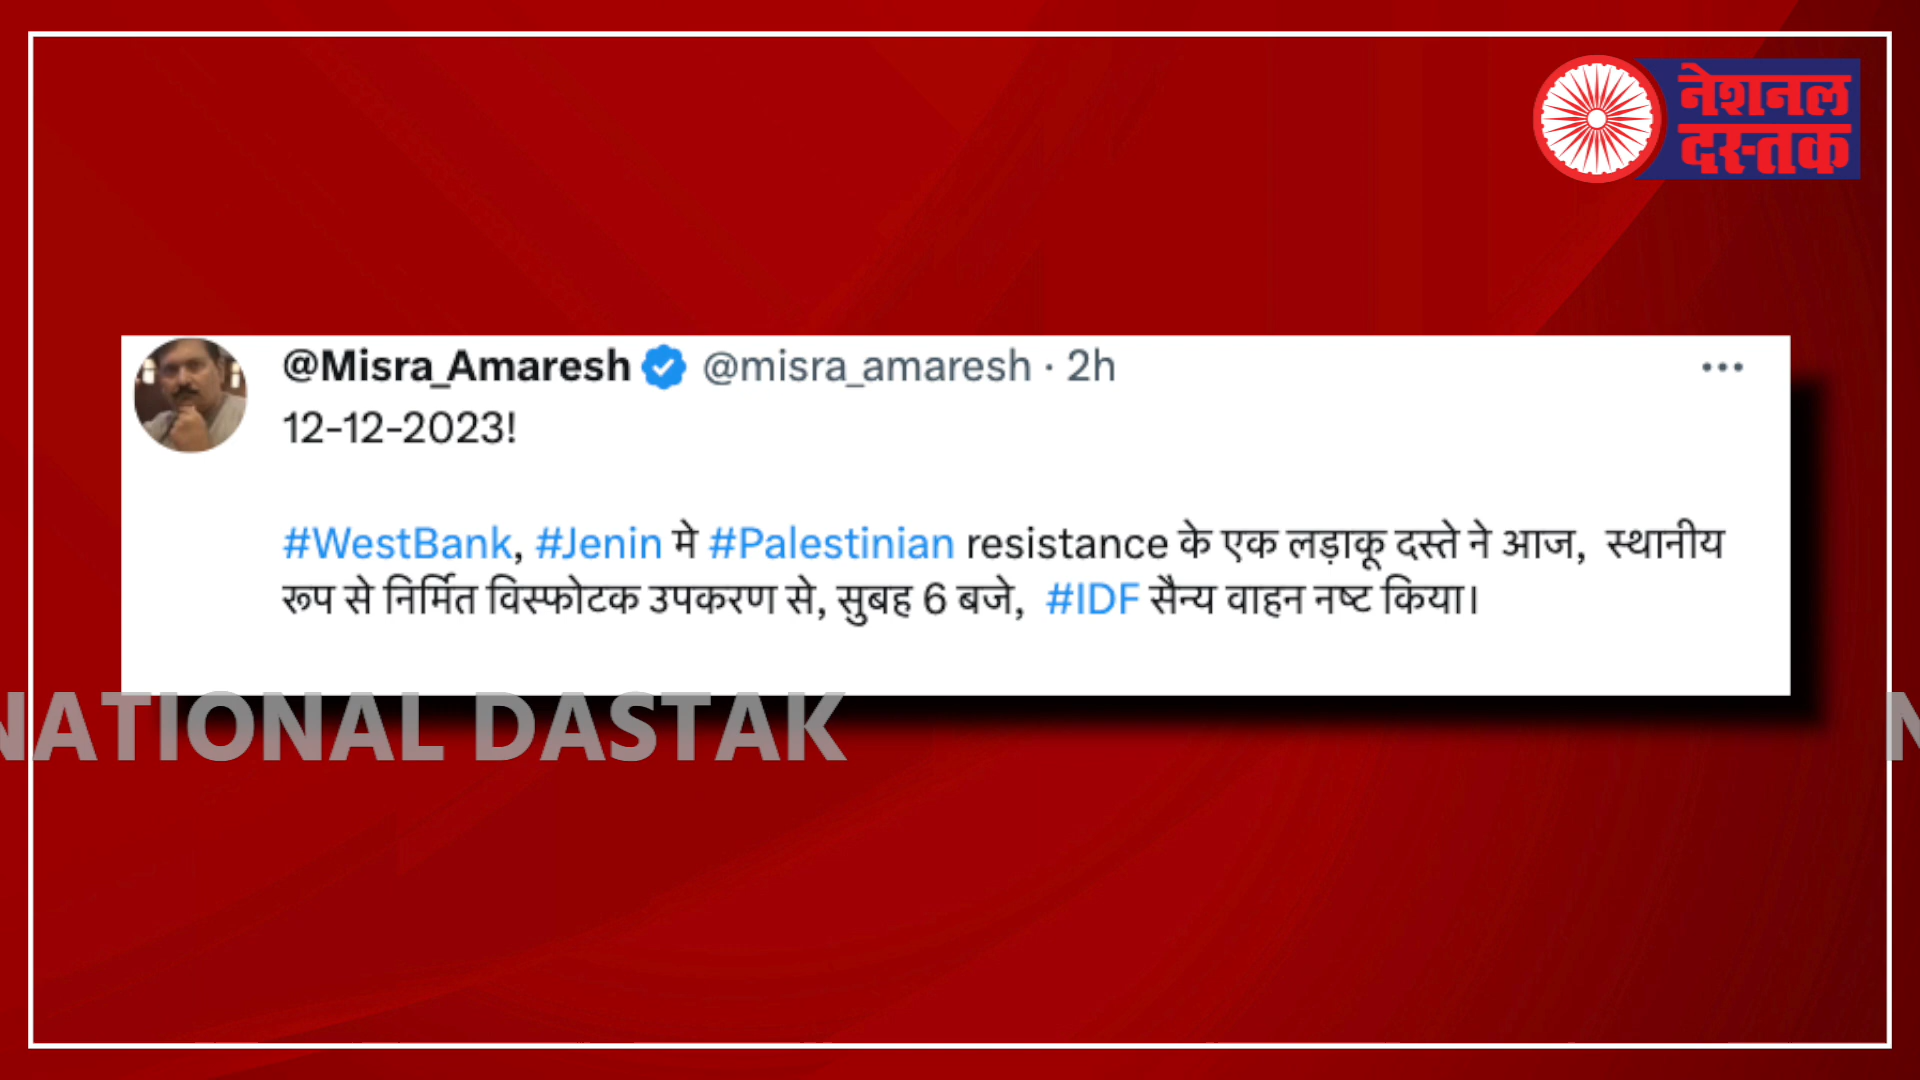 नेशनल
दस्तक
@Misra_Amaresh @misra_amaresh · 2h
12-12-2023!
#WestBank, #Jenin मे #Palestinian resistance के एक लड़ाकू दस्ते ने आज, स्थानीय
रूप से निर्मित विस्फोटक उपकरण से, सुबह 6 बजे, #IDF सैन्य वाहन नष्ट किया।
NATIONAL DASTAK N